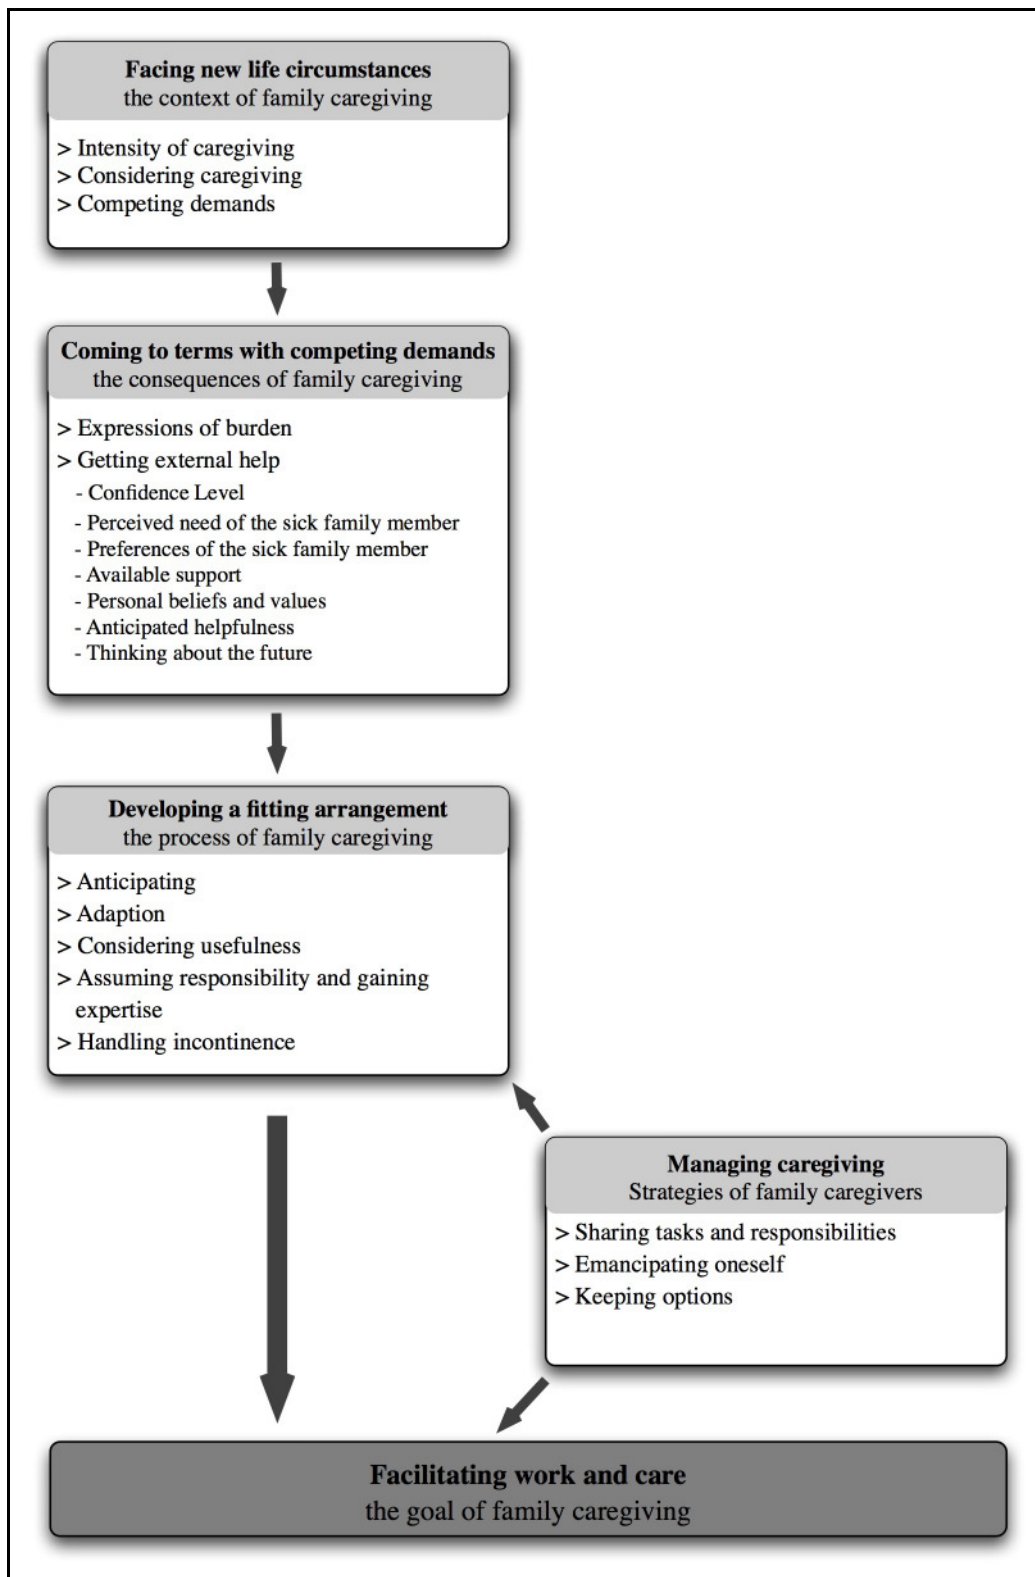 Facing new life circumstances
the context of family caregiving
> Intensity of caregiving
> Considering caregiving
> Competing demands
Coming to terms with competing demands
the consequences of family caregiving
> Expressions of burden
> Getting external help
- Confidence Level
- Perceived need of the sick family member
- Preferences of the sick family member
- Available support
- Personal beliefs and values
- Anticipated helpfulness
- Thinking about the future
Developing a fitting arrangement
the process of family caregiving
> Anticipating
> Adaption
> Considering usefulness
> Assuming responsibility and gaining
expertise
> Handling incontinence
Managing caregiving
Strategies of family caregivers
> Sharing tasks and responsibilities
> Emancipating oneself
> Keeping options
Facilitating work and care
the goal of family caregiving